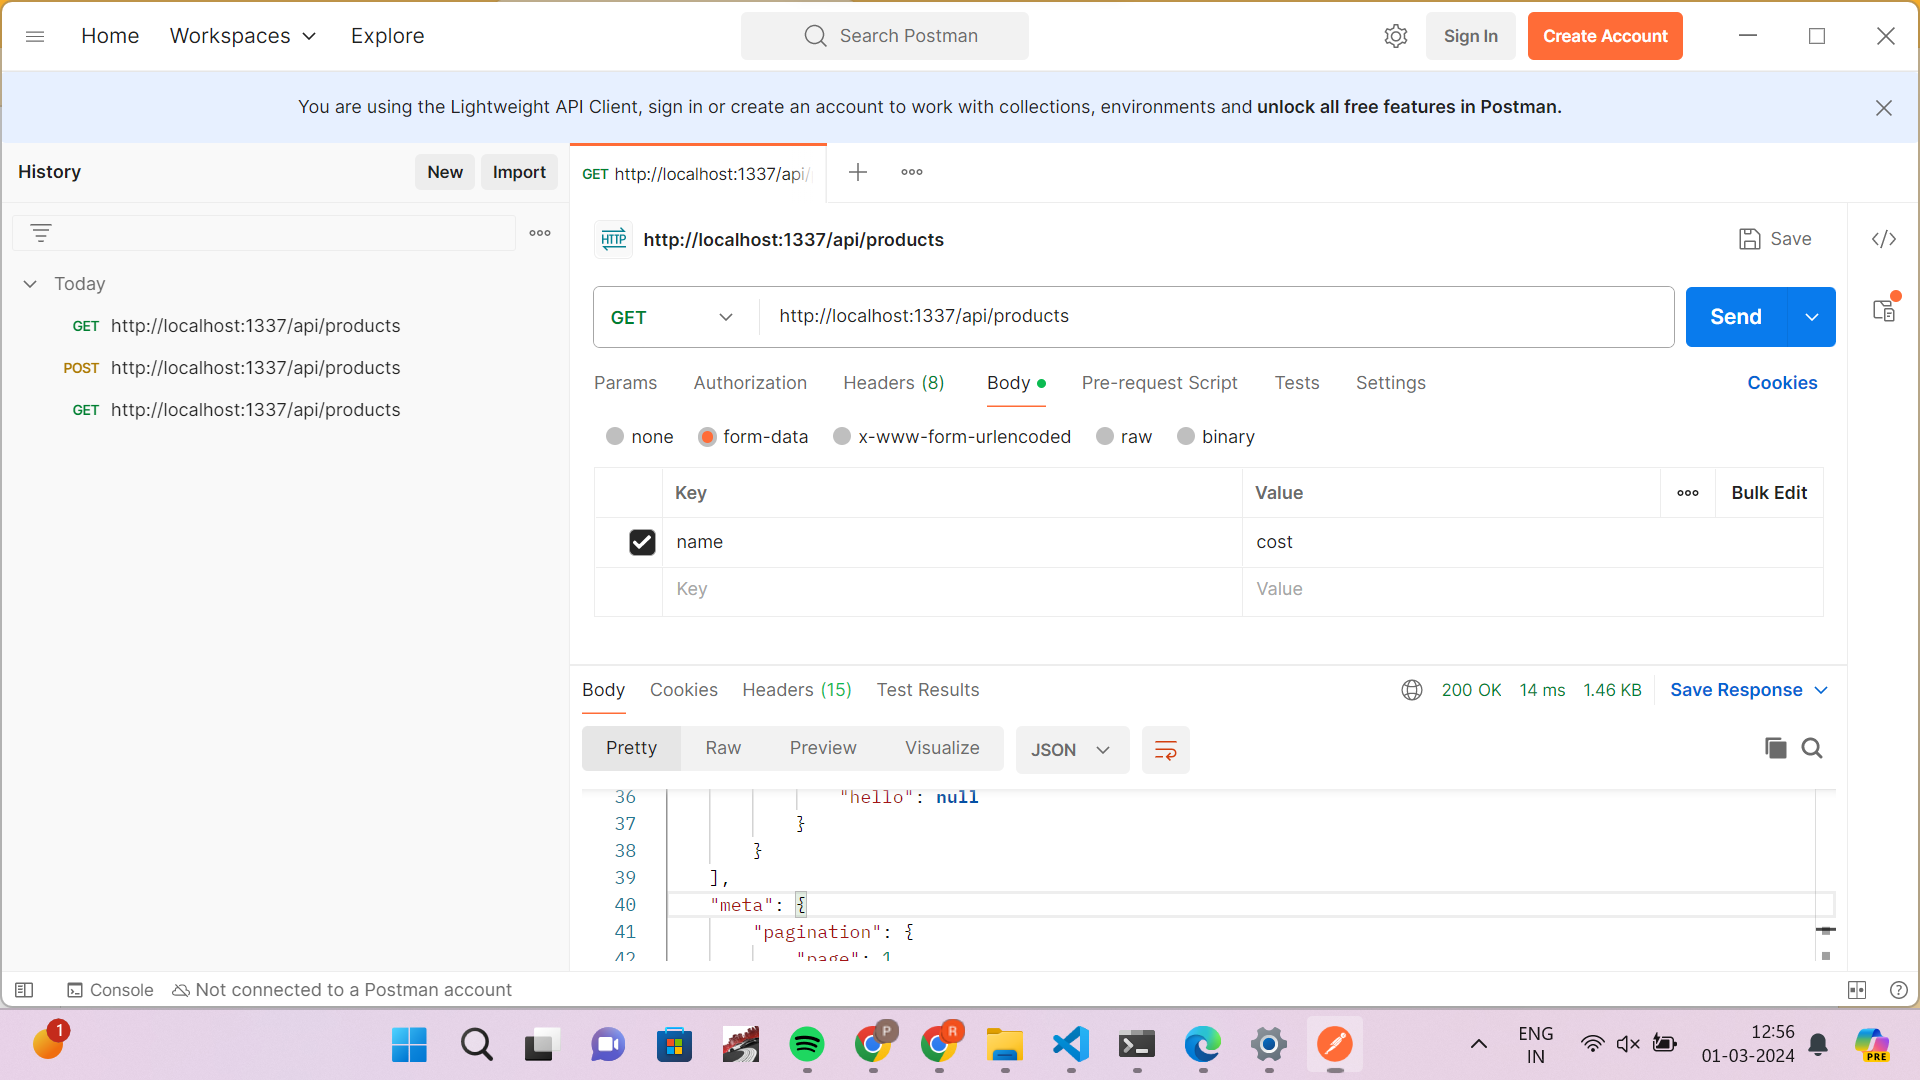 Home
Workspaces
Explore
Search Postman
Sign In
Create Account
You are using the Lightweight API Client, sign in or create an account to work with collections, environments and unlock all free features in Postman.
History
New
Import
GET http://localhost:1337/api/
Today
GET http://localhost:1337/api/products
POST http://localhost:1337/api/products
GET http://localhost:1337/api/products
HTTP http://localhost:1337/api/products
Save
GET
http://localhost:1337/api/products
Send
Params
Authorization
Headers (8)
Body
Pre-request Script
Tests
Settings
Cookies
none
form-data
x-www-form-urlencoded
raw
binary
Key
Value
Bulk Edit
name
cost
Key
Value
Body
Cookies
Headers (15)
Test Results
200 OK
14 ms
1.46 KB
Save Response
Pretty
Raw
Preview
Visualize
JSON
36 "hello": null
37 }
38 }
39 ],
40 "meta": {
41 "pagination": {
42 "page": 1
Console
Not connected to a Postman account
1
P
R
ENG
IN
12:56
01-03-2024
PRE